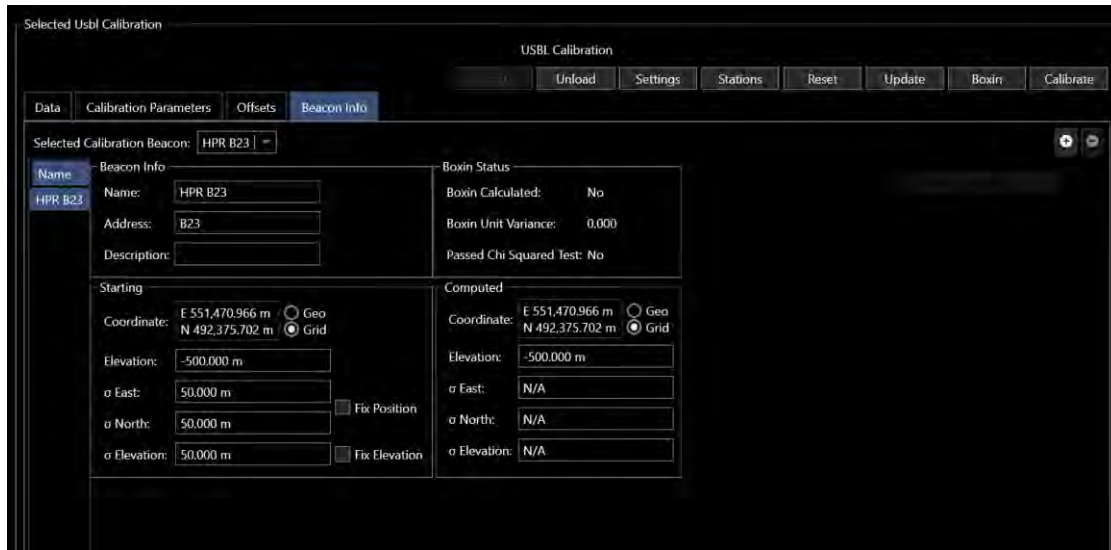 Selected Usbl Calibration
USBL Calibration
Unload Settings Stations Reset Update Boxin Calibrate
Data Calibration Parameters Offsets Beacon Info
Selected Calibration Beacon: HPR B23
Name
HPR B23
Beacon Info
Name: HPR B23
Address: B23
Description:
Boxin Status
Boxin Calculated: No
Boxin Unit Variance: 0.000
Passed Chi Squared Test: No
Starting
Coordinate: E 551,470.966 m Geo
N 492,375.702 m Grid
Elevation: -500.000 m
σ East: 50.000 m
Fix Position
σ North: 50.000 m
σ Elevation: 50.000 m Fix Elevation
Computed
Coordinate: E 551,470.966 m Geo
N 492,375.702 m Grid
Elevation: -500.000 m
σ East: N/A
σ North: N/A
σ Elevation: N/A